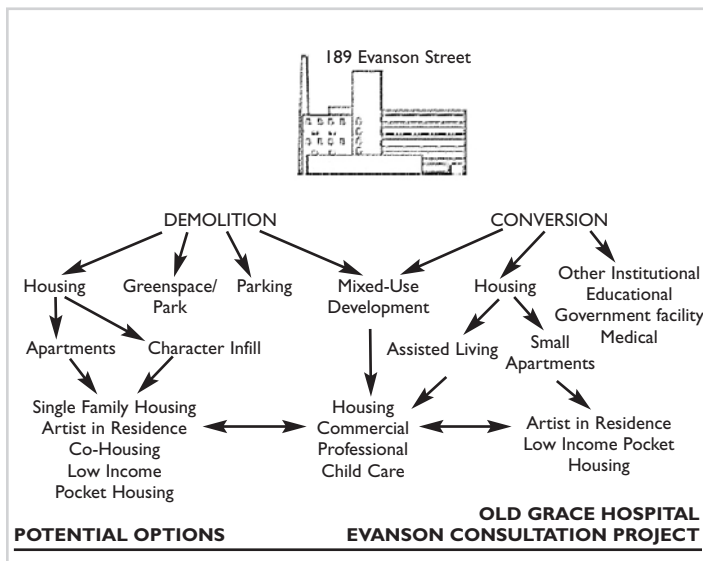 189 Evanson Street
DEMOLITION
CONVERSION
Housing
Greenspace/
Park
Parking
Mixed-Use
Development
Housing
Other Institutional
Educational
Government facility
Medical
Apartments
Character Infill
Assisted Living
Small
Apartments
Single Family Housing
Artist in Residence
Co-Housing
Low Income
Pocket Housing
Housing
Commercial
Professional
Child Care
Artist in Residence
Low Income Pocket
Housing
POTENTIAL OPTIONS
OLD GRACE HOSPITAL
EVANSON CONSULTATION PROJECT